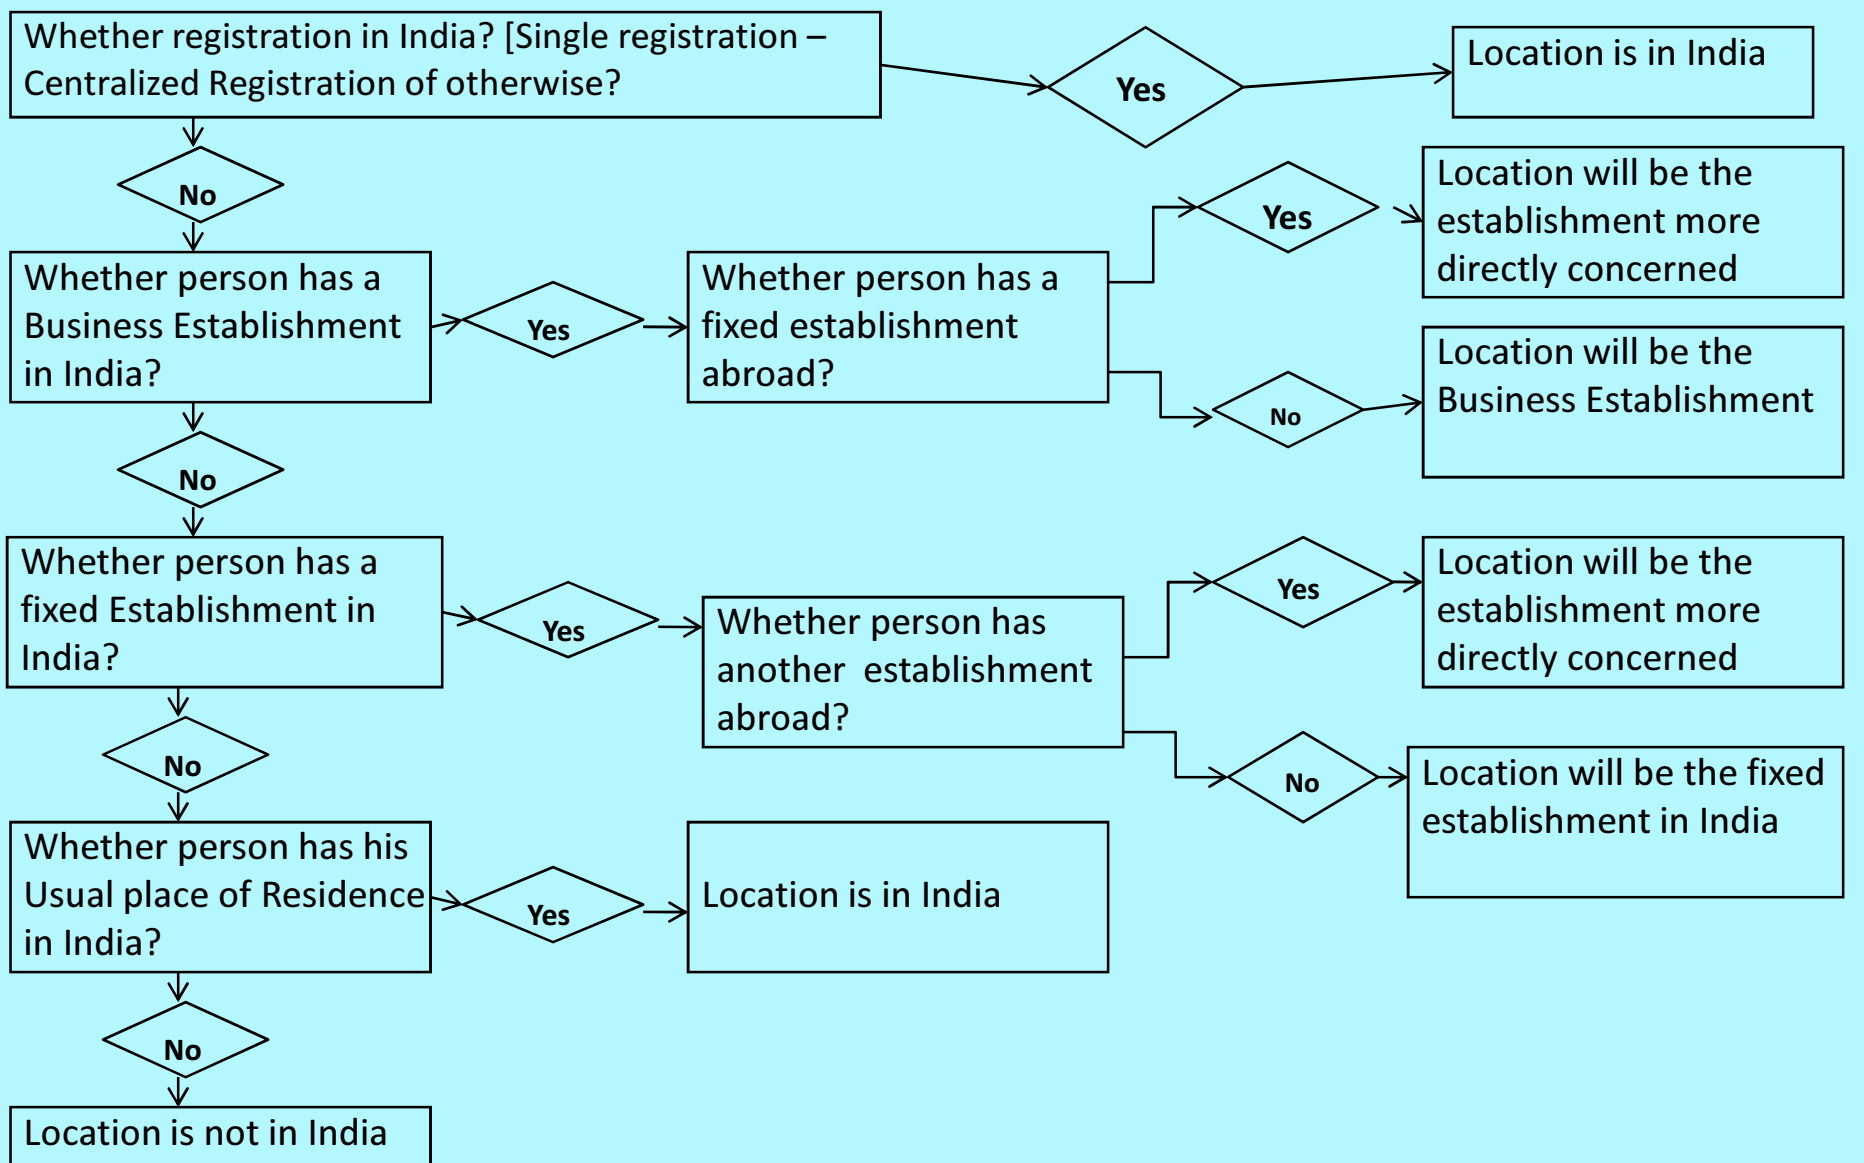 Whether registration in India? [Single registration –
Centralized Registration of otherwise?
Yes
Location is in India
No
Whether person has a
Business Establishment
in India?
Yes
Whether person has a
fixed establishment
abroad?
Yes
Location will be the
establishment more
directly concerned
No
Location will be the
Business Establishment
No
Whether person has a
fixed Establishment in
India?
Yes
Whether person has
another establishment
abroad?
Yes
Location will be the
establishment more
directly concerned
No
Location will be the fixed
establishment in India
No
Whether person has his
Usual place of Residence
in India?
Yes
Location is in India
No
Location is not in India